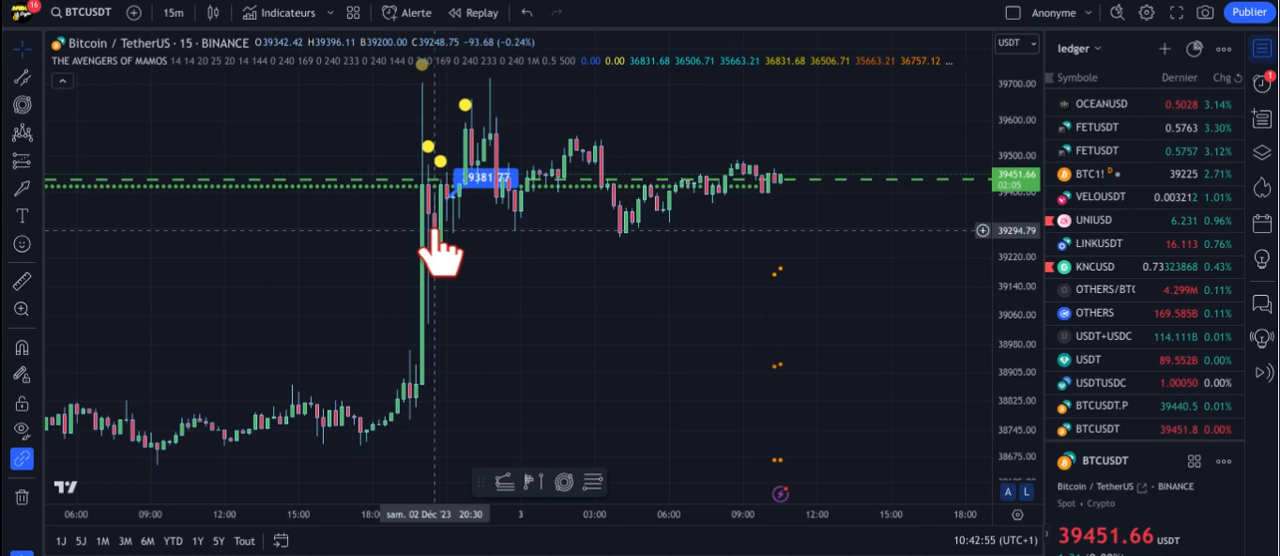 16 BTCUSDT 15m Indicateurs Alerte Replay Anonyme Publier
Bitcoin / TetherUS · 15 · BINANCE O39342.42 H39396.11 B39200.00 C39248.75 -93.68 (-0.24%)
THE AVENGERS OF MAMOS 14 14 20 25 20 14 144 0 240 169 0 240 233 0 240 144 0 240 169 0 240 233 0 240 1M 0.5 500 0.00 0.00 36831.68 36506.71 35663.21 36831.68 36506.71 35663.21 36757.12 ...
USDT
39700.00
39600.00
39500.00
39451.66
02:05
39400.00
39294.79
39220.00
39140.00
39060.00
38980.00
38905.00
38825.00
38745.00
38675.00
A L
06:00 09:00 12:00 15:00 18:0 sam. 02 Déc '23 20:30 3 03:00 06:00 09:00 12:00 15:00 18:00
1J 5J 1M 3M 6M YTD 1Y 5Y Tout 10:42:55 (UTC+1)
ledger
Symbole Dernier Chg
OCEANUSD 0.5028 3.14%
FETUSDT 0.5763 3.30%
FETUSDT 0.5757 3.12%
BTC1! D 39225 2.71%
VELOUSDT 0.003212 1.01%
UNIUSD 6.231 0.96%
LINKUSDT 16.113 0.76%
KNCUSD 0.73323868 0.43%
OTHERS/BTC 4.299M 0.11%
OTHERS 169.585B 0.11%
USDT+USDC 114.111B 0.01%
USDT 89.552B 0.00%
USDTUSDC 1.00050 0.00%
BTCUSDT.P 39440.5 0.01%
BTCUSDT 39451.8 0.00%
BTCUSDT
Bitcoin / TetherUS · BINANCE
Spot · Crypto
39451.66 USDT
1